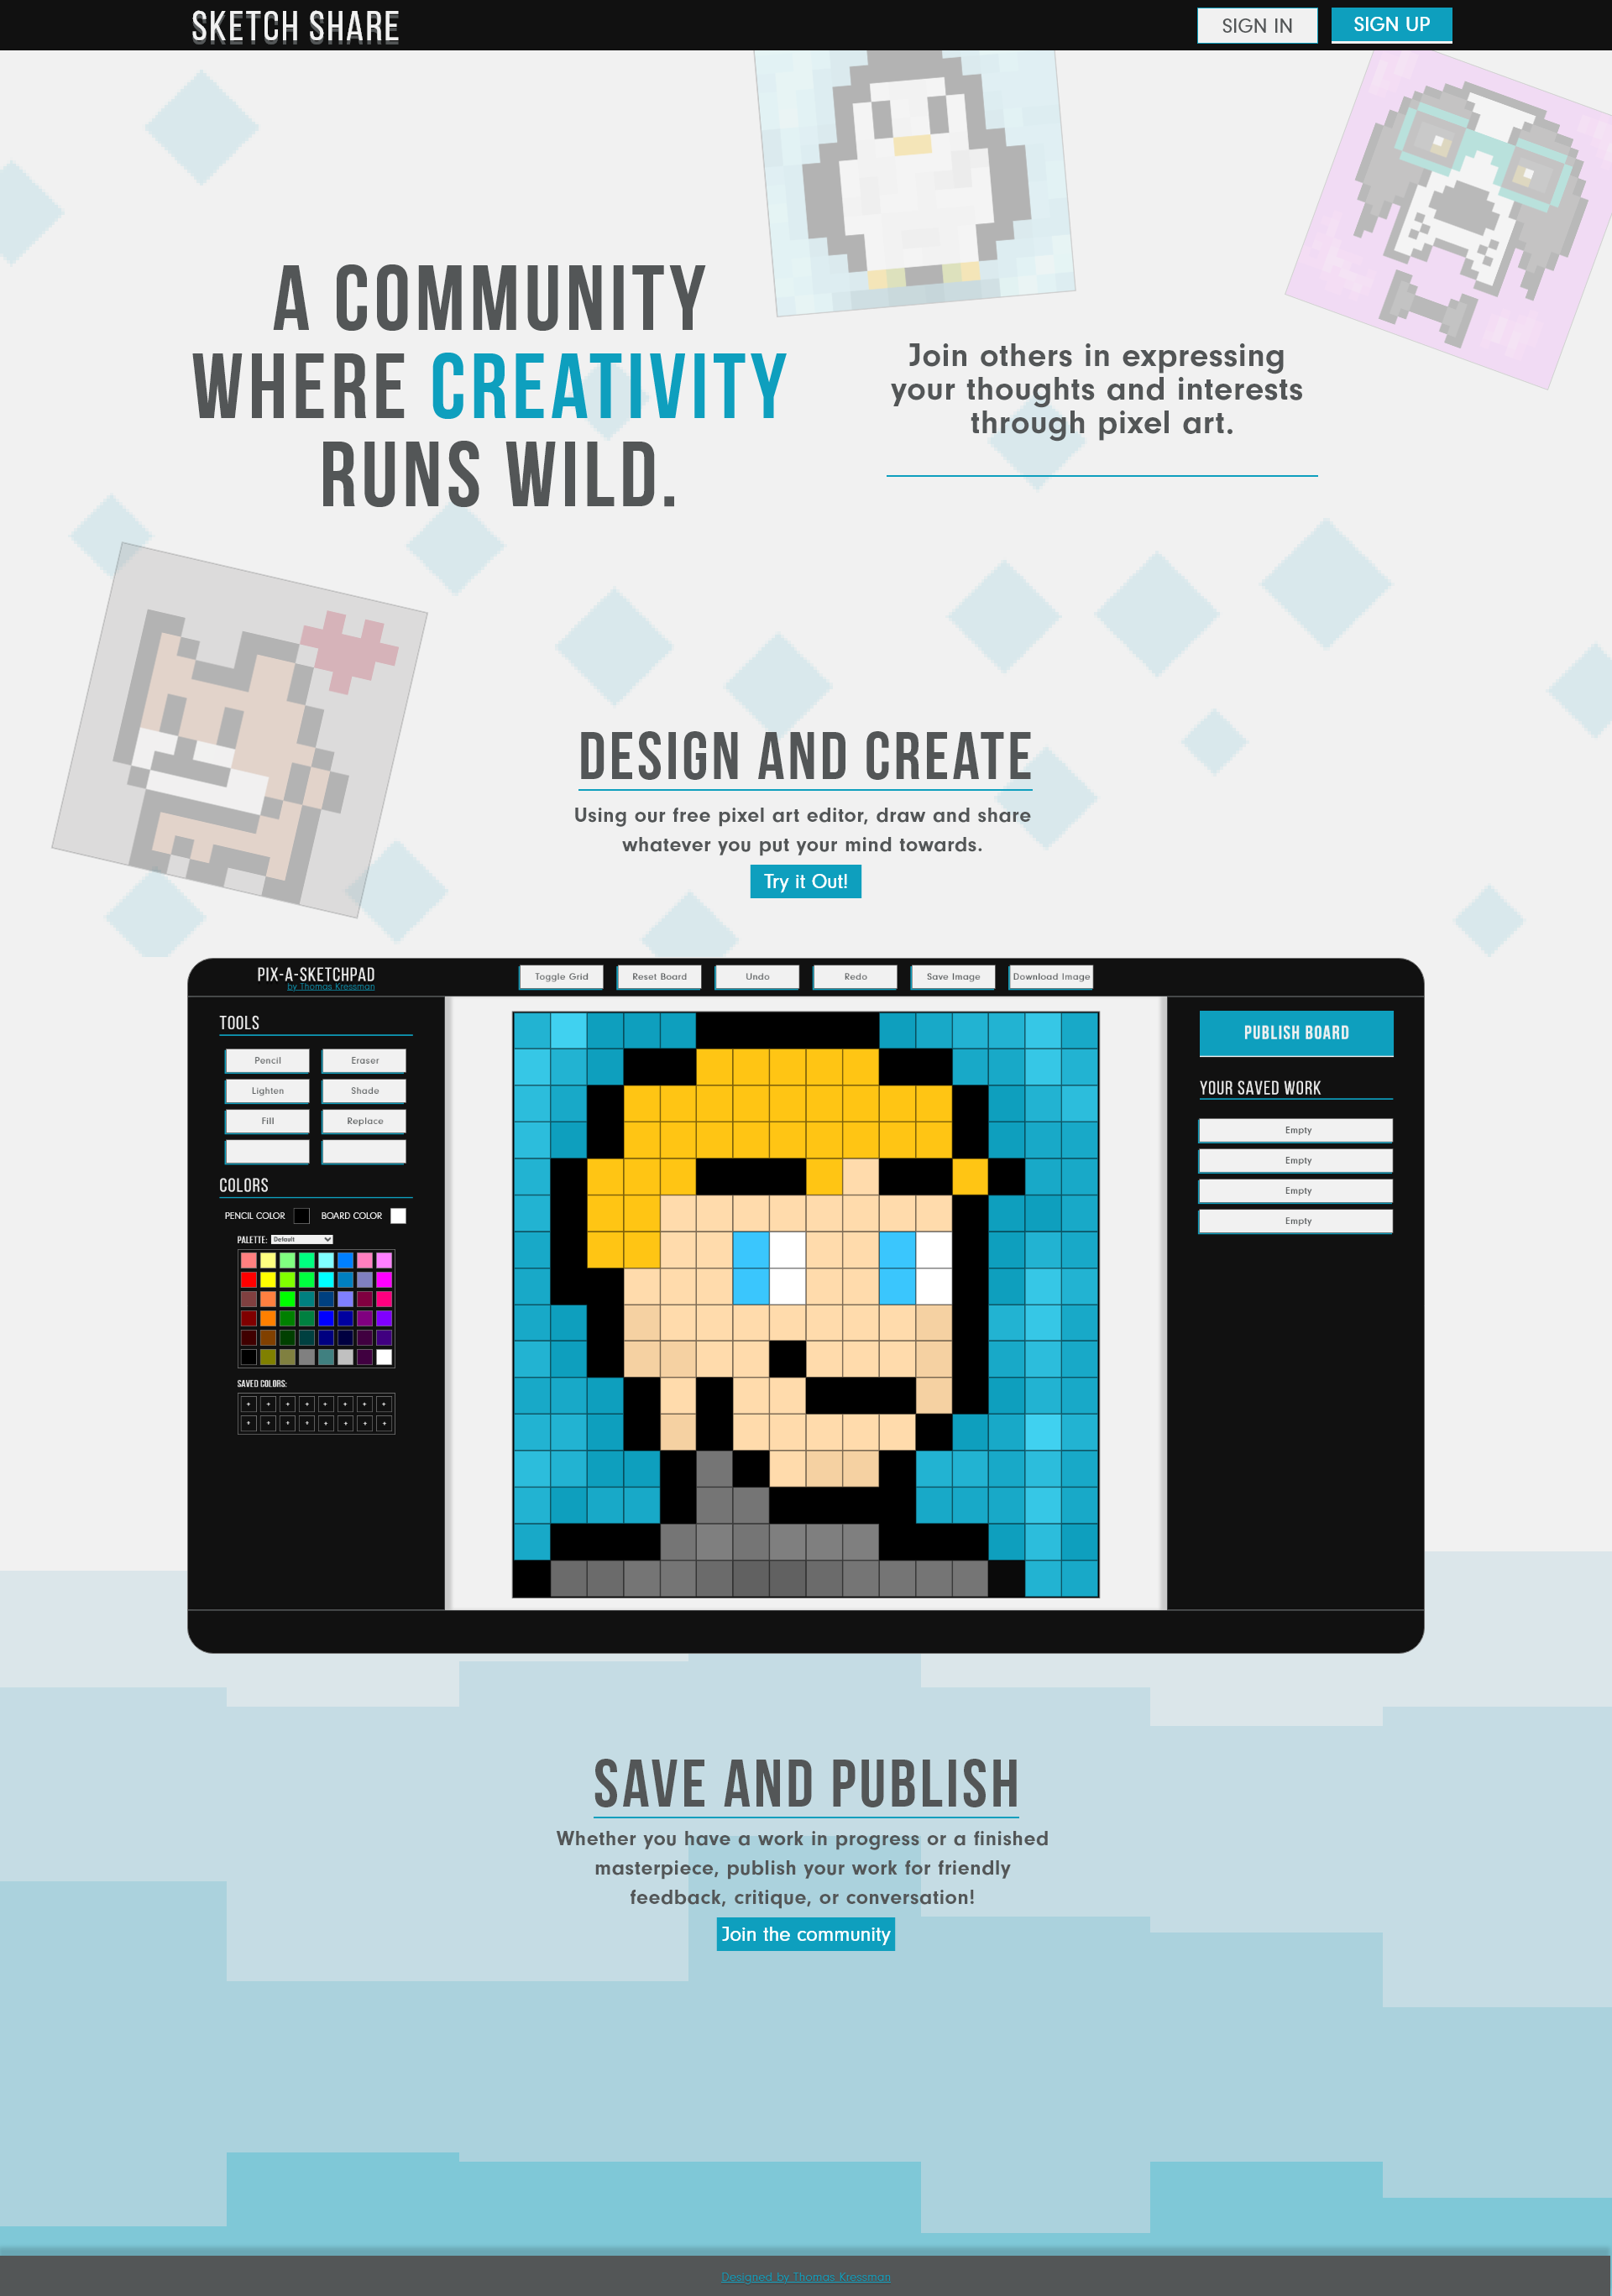 SKETCH SHARE
SIGN IN
SIGN UP
A COMMUNITY
WHERE CREATIVITY
RUNS WILD.
Join others in expressing
your thoughts and interests
through pixel art.
DESIGN AND CREATE
Using our free pixel art editor, draw and share
whatever you put your mind towards.
Try it Out!
PIX-A-SKETCHPAD
by Thomas Kressman
Toggle Grid
Reset Board
Undo
Redo
Save Image
Download Image
TOOLS
Pencil
Eraser
Lighten
Shade
Fill
Replace
COLORS
PENCIL COLOR
BOARD COLOR
PALETTE: Default
SAVED COLORS:
+ + + + + + + +
+ + + + + + + +
PUBLISH BOARD
YOUR SAVED WORK
Empty
Empty
Empty
Empty
SAVE AND PUBLISH
Whether you have a work in progress or a finished
masterpiece, publish your work for friendly
feedback, critique, or conversation!
Join the community
Designed by Thomas Kressman